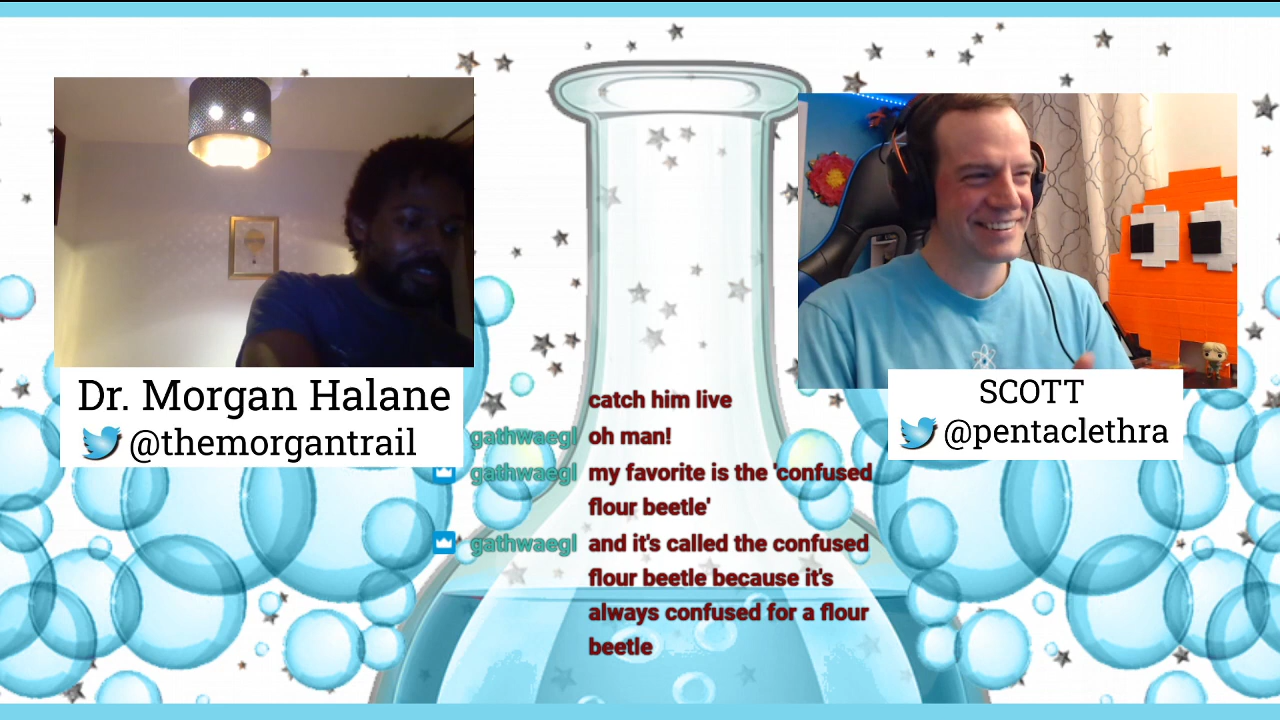 Dr. Morgan Halane
@themorgantrail
SCOTT
@pentaclethra
catch him live
gathwaegl oh man!
gathwaegl my favorite is the 'confused
flour beetle'
gathwaegl and it's called the confused
flour beetle because it's
always confused for a flour
beetle